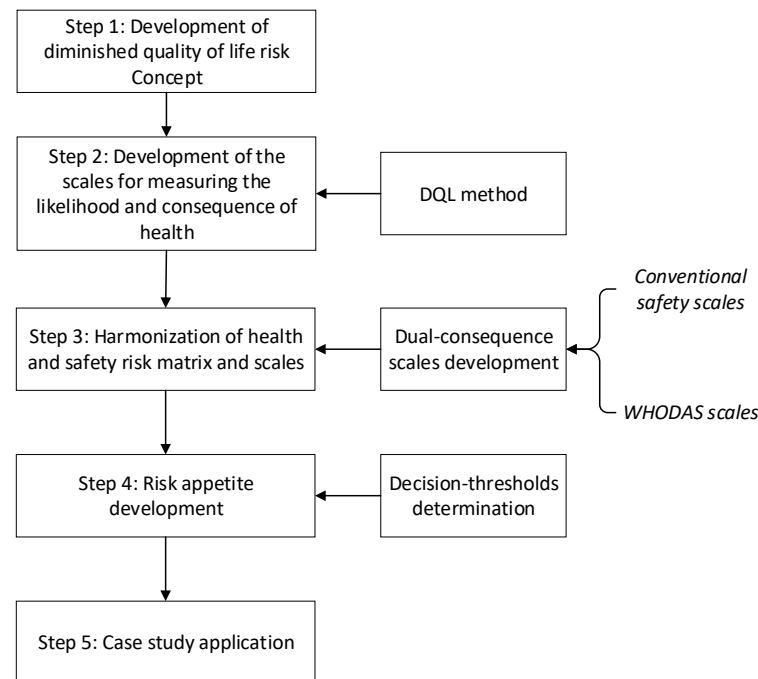 Step 1: Development of
diminished quality of life risk
Concept
Step 2: Development of the
scales for measuring the
likelihood and consequence of
health
DQL method
Conventional
safety scales
Step 3: Harmonization of health
and safety risk matrix and scales
Dual-consequence
scales development
WHODAS scales
Step 4: Risk appetite
development
Decision-thresholds
determination
Step 5: Case study application